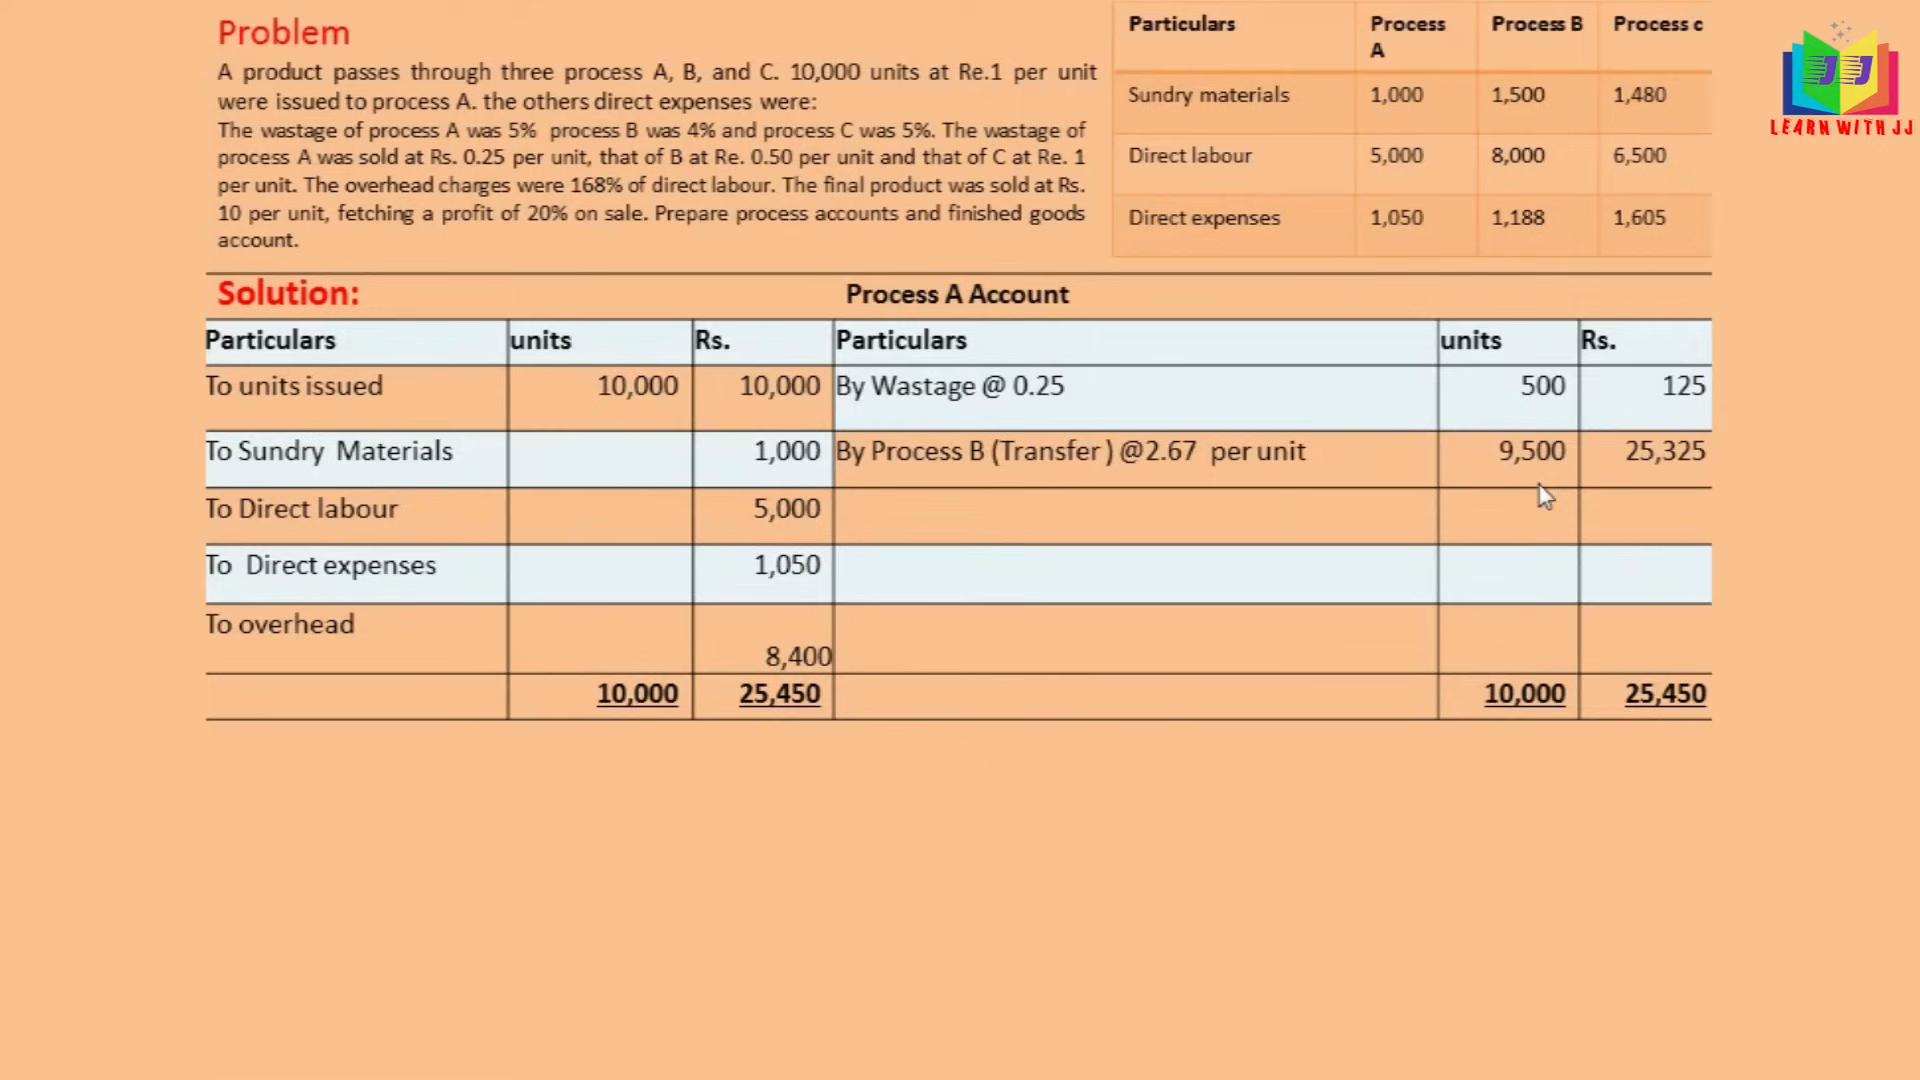 Problem
A product passes through three process A, B, and C. 10,000 units at Re.1 per unit
were issued to process A. the others direct expenses were:
The wastage of process A was 5% process B was 4% and process C was 5%. The wastage of
process A was sold at Rs. 0.25 per unit, that of B at Re. 0.50 per unit and that of C at Re. 1
per unit. The overhead charges were 168% of direct labour. The final product was sold at Rs.
10 per unit, fetching a profit of 20% on sale. Prepare process accounts and finished goods
account.
Particulars Process A Process B Process c
Sundry materials 1,000 1,500 1,480
Direct labour 5,000 8,000 6,500
Direct expenses 1,050 1,188 1,605
JJ
LEARN WITH JJ
Solution:
Process A Account
Particulars units Rs. Particulars units Rs.
To units issued 10,000 10,000 By Wastage @ 0.25 500 125
To Sundry Materials 1,000 By Process B (Transfer ) @2.67 per unit 9,500 25,325
To Direct labour 5,000
To Direct expenses 1,050
To overhead 8,400
10,000 25,450 10,000 25,450